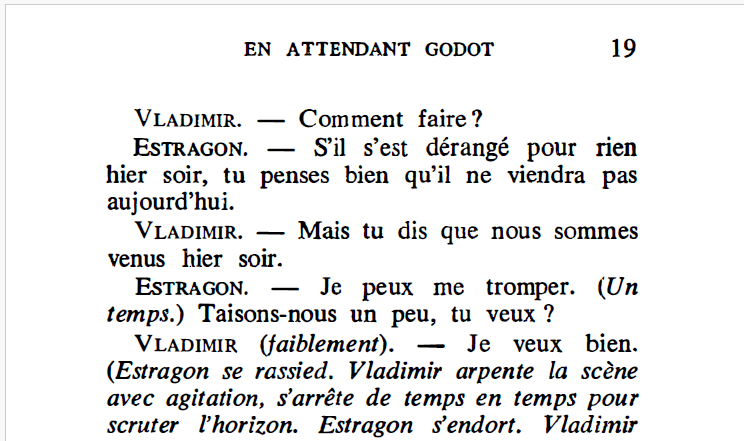 EN ATTENDANT GODOT 19
VLADIMIR. — Comment faire ?
ESTRAGON. — S'il s'est dérangé pour rien
hier soir, tu penses bien qu'il ne viendra pas
aujourd'hui.
VLADIMIR. — Mais tu dis que nous sommes
venus hier soir.
ESTRAGON. — Je peux me tromper. (Un
temps.) Taisons-nous un peu, tu veux ?
VLADIMIR (faiblement). — Je veux bien.
(Estragon se rassied. Vladimir arpente la scène
avec agitation, s'arrête de temps en temps pour
scruter l'horizon. Estragon s'endort. Vladimir